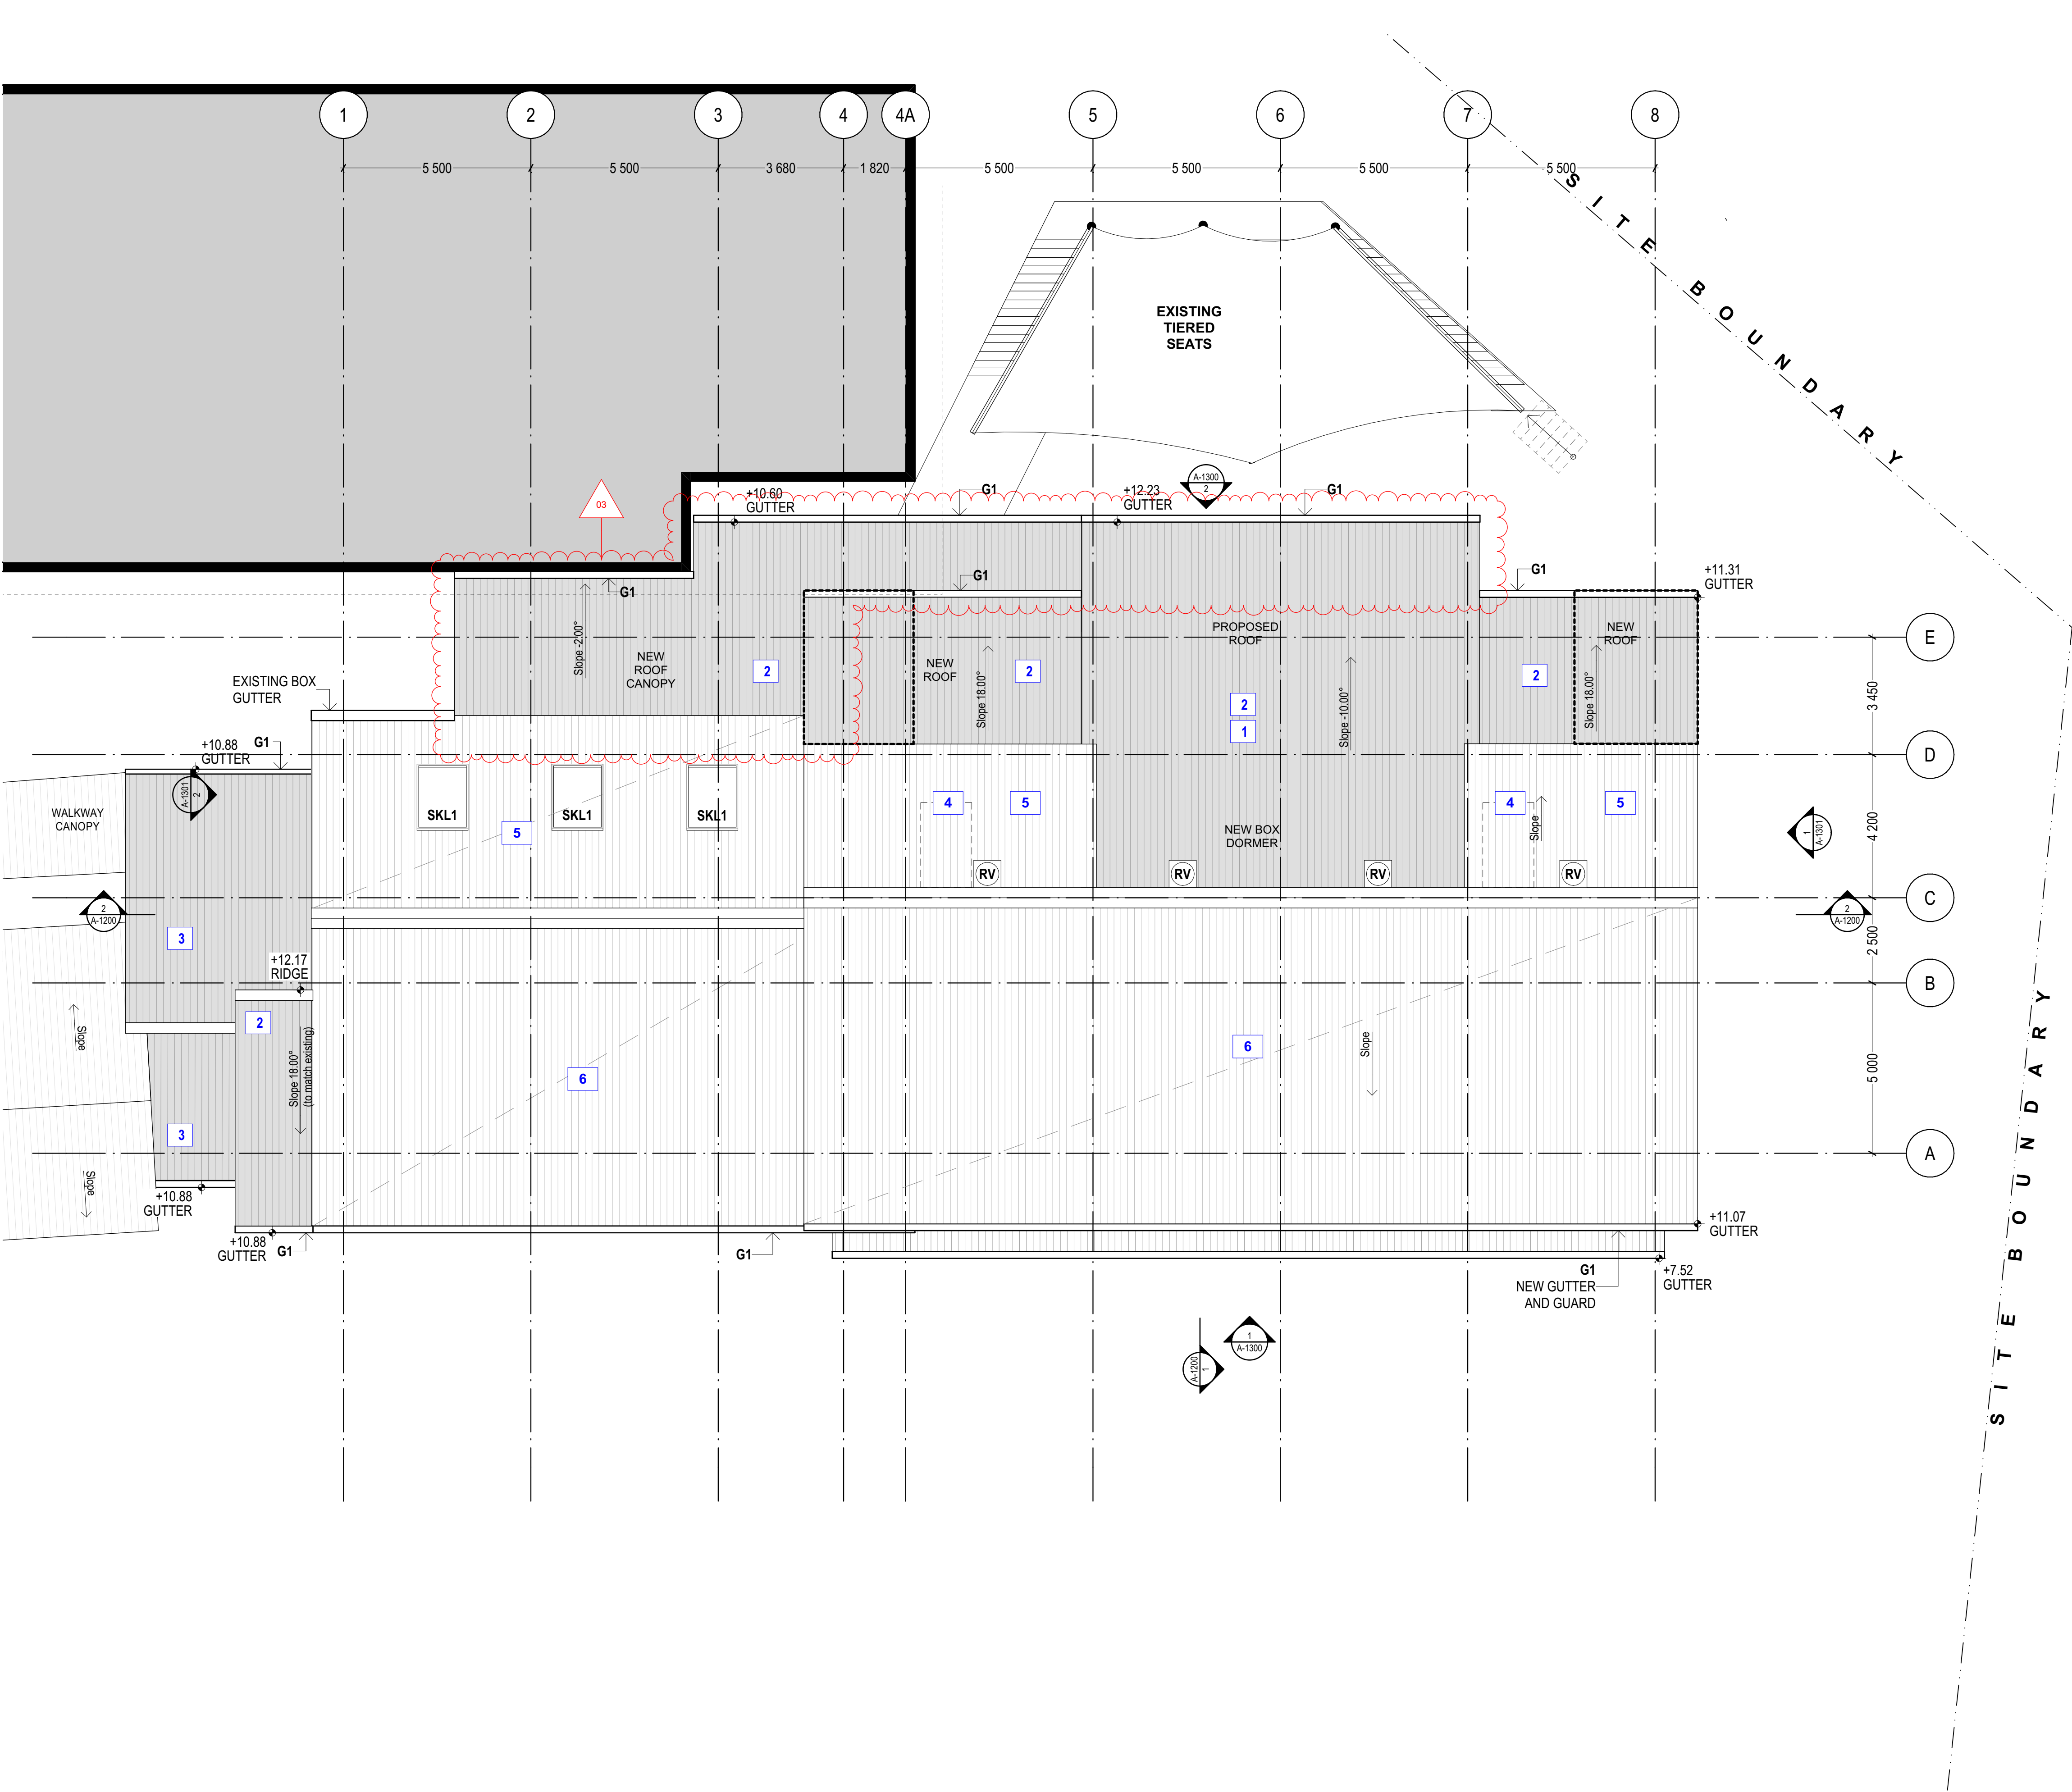 1 2 3 4 4A 5 6 7 8
5 500 5 500 3 680 1 820 5 500 5 500 5 500 5 500
SITE BOUNDARY
EXISTING
TIERED
SEATS
A-1300
2
03
+10.60
GUTTER
G1
+12.23
GUTTER
G1
G1
G1
G1
+11.31
GUTTER
E
PROPOSED
ROOF
NEW
ROOF
NEW
ROOF
CANOPY
NEW
ROOF
Slope -2.00°
2
2
2
2
1
Slope 18.00°
Slope -10.00°
Slope 18.00°
3 450
EXISTING BOX
GUTTER
+10.88
GUTTER
G1
D
A-1301
2
WALKWAY
CANOPY
SKL1
SKL1
SKL1
5
4
5
4
5
Slope
NEW BOX
DORMER
4 200
1
A-1301
RV
RV
RV
RV
C
2
A-1200
2
A-1200
3
2 500
+12.17
RIDGE
B
2
Slope
Slope 18.00°
(to match existing)
6
6
Slope
5 000
3
A
Slope
+10.88
GUTTER
+10.88
GUTTER
G1
G1
+11.07
GUTTER
G1
NEW GUTTER
AND GUARD
+7.52
GUTTER
1
A-1300
A-1200
1
SITE BOUNDARY